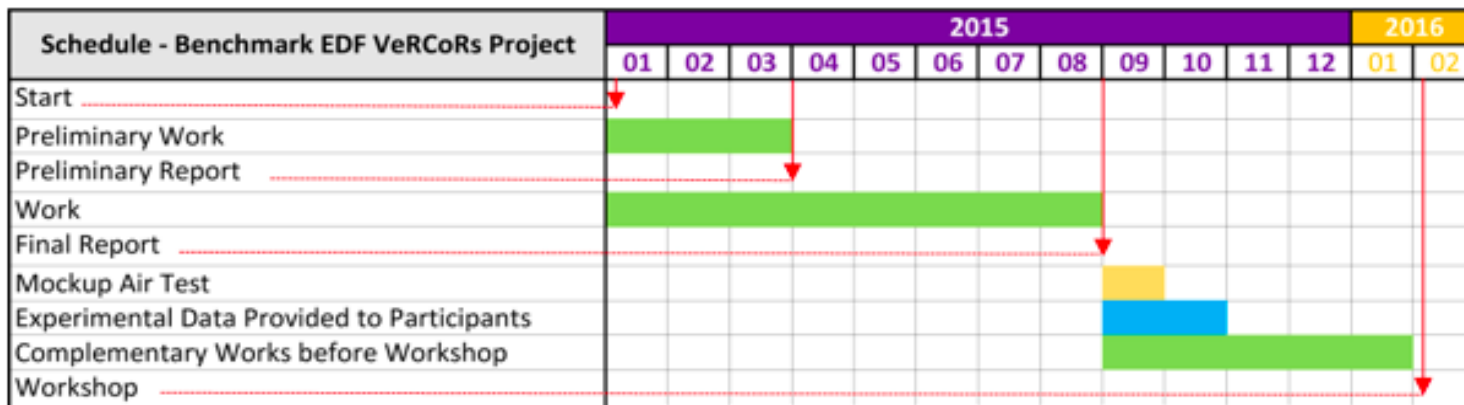 Schedule - Benchmark EDF VeRCoRs Project
2015 2016
01 02 03 04 05 06 07 08 09 10 11 12 01 02
Start
Preliminary Work
Preliminary Report
Work
Final Report
Mockup Air Test
Experimental Data Provided to Participants
Complementary Works before Workshop
Workshop